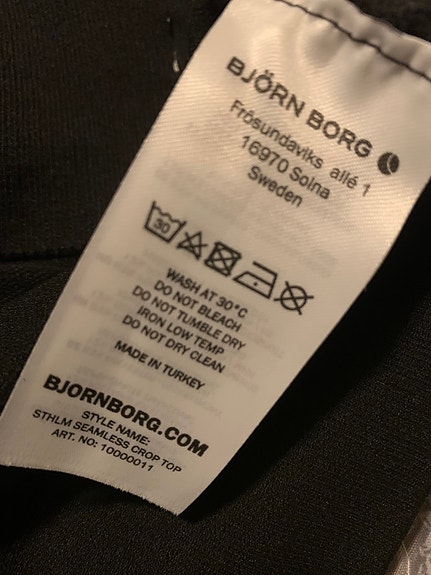 BJÖRN BORG
Frösundaviks allé 1
16970 Solna
Sweden
30
WASH AT 30°C
DO NOT BLEACH
DO NOT TUMBLE DRY
IRON LOW TEMP
DO NOT DRY CLEAN
MADE IN TURKEY
BJORNBORG.COM
STYLE NAME:
STHLM SEAMLESS CROP TOP
ART. NO: 10000011